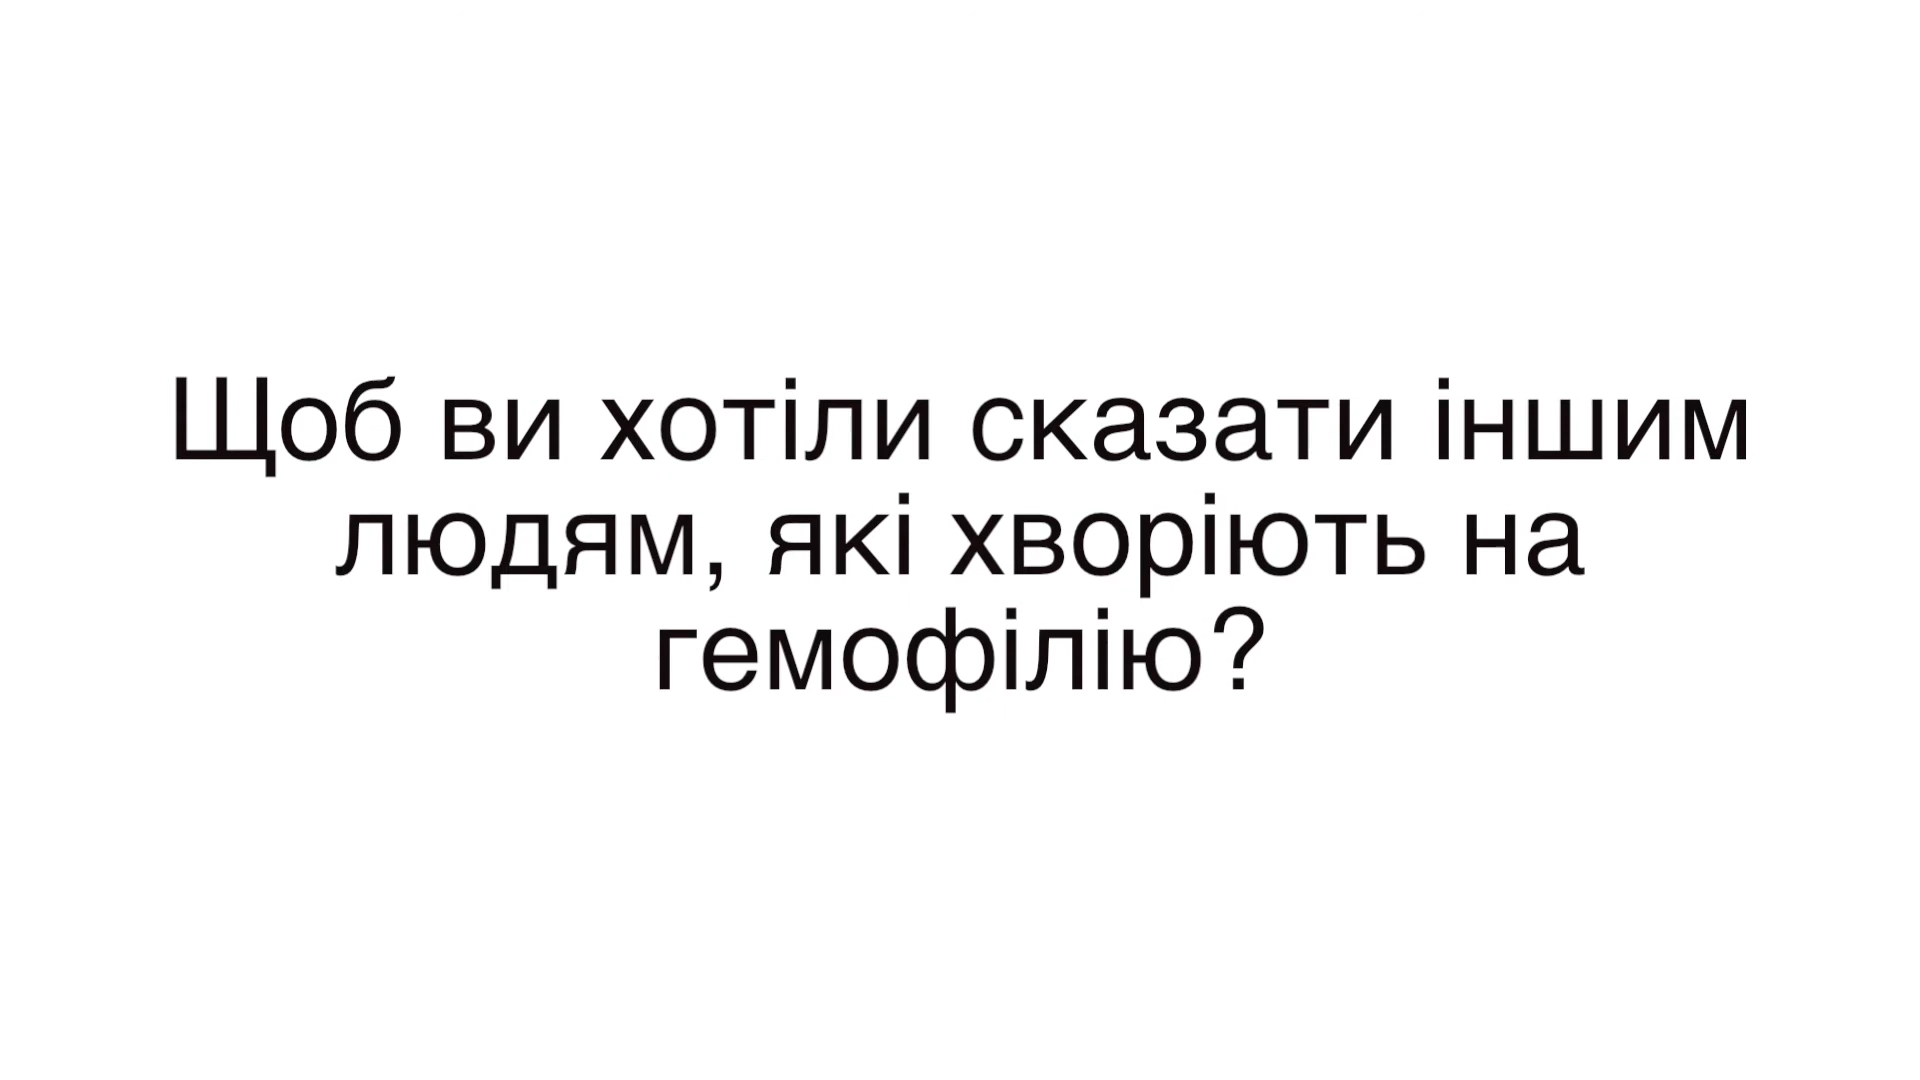 Щоб ви хотіли сказати іншим
людям, які хворіють на
гемофілію?